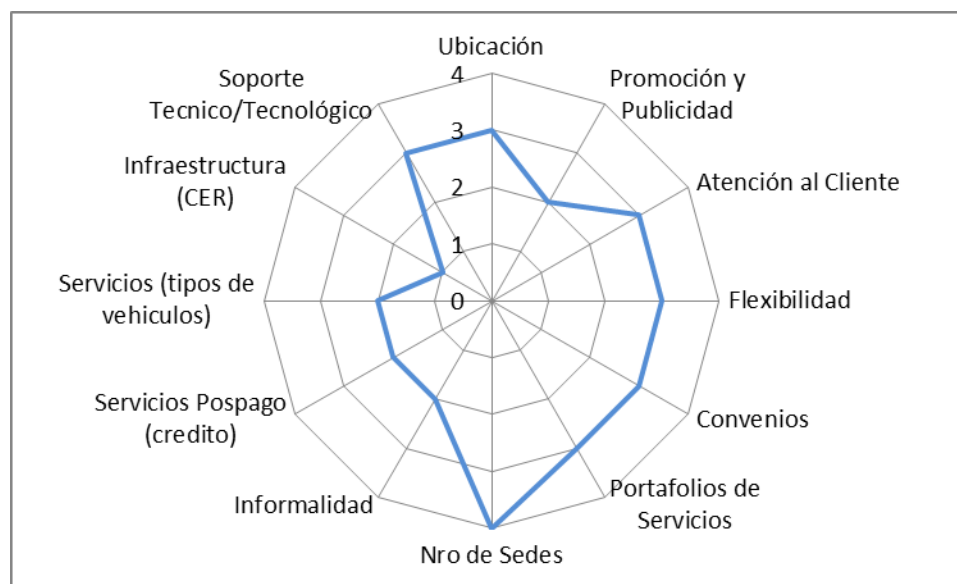 Ubicación
Promoción y
Publicidad
Atención al Cliente
Flexibilidad
Convenios
Portafolios de
Servicios
Nro de Sedes
Informalidad
Servicios Pospago
(credito)
Servicios (tipos de
vehiculos)
Infraestructura
(CER)
Soporte
Tecnico/Tecnológico
4
3
2
1
0